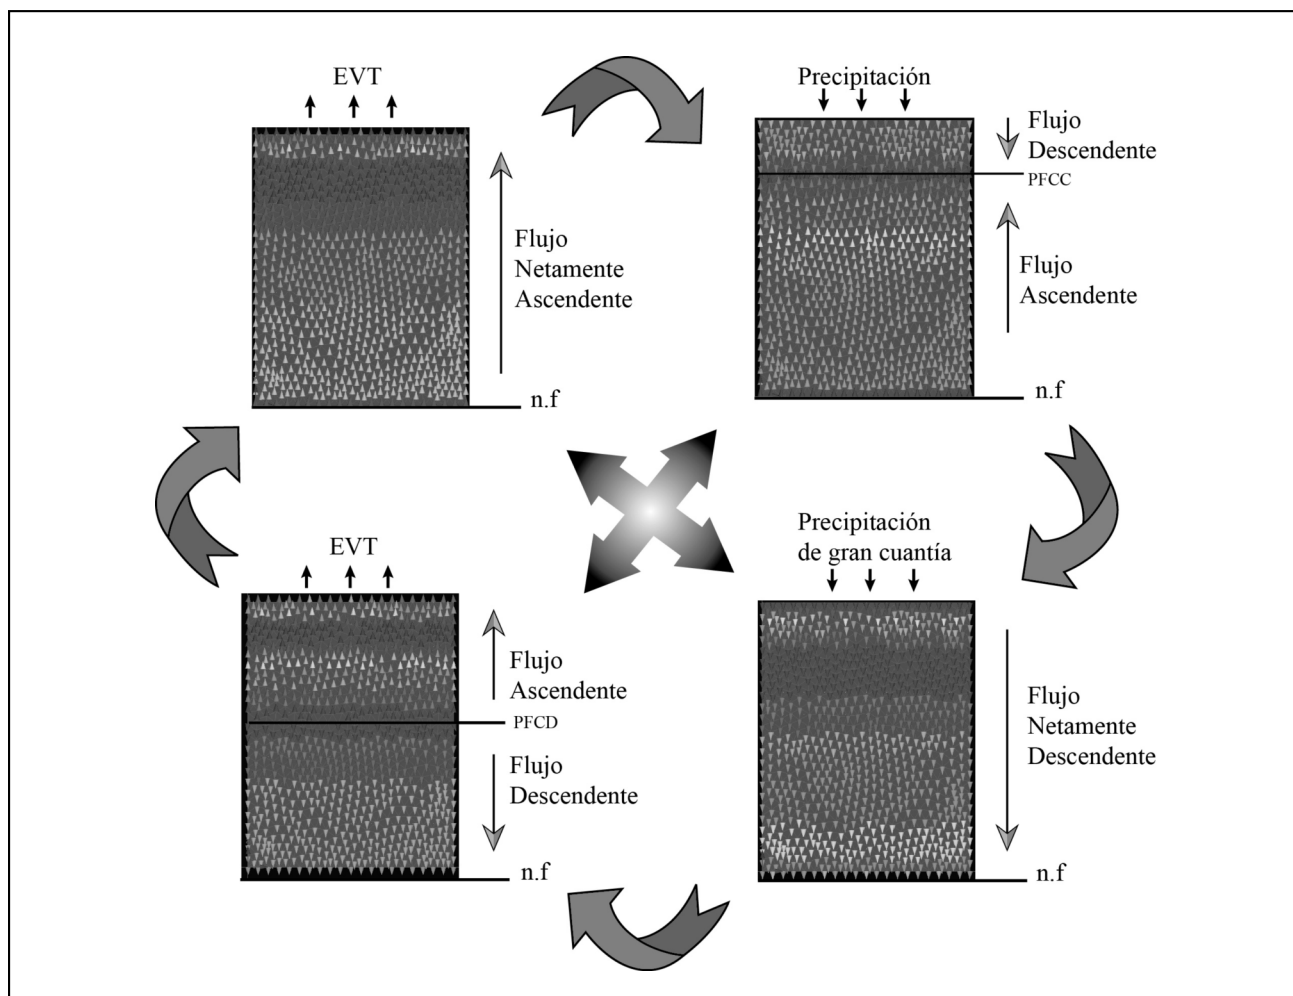 EVT
Flujo
Netamente
Ascendente
n.f
Precipitación
Flujo
Descendente
PFCC
Flujo
Ascendente
n.f
EVT
Flujo
Ascendente
PFCD
Flujo
Descendente
n.f
Precipitación
de gran cuantía
Flujo
Netamente
Descendente
n.f